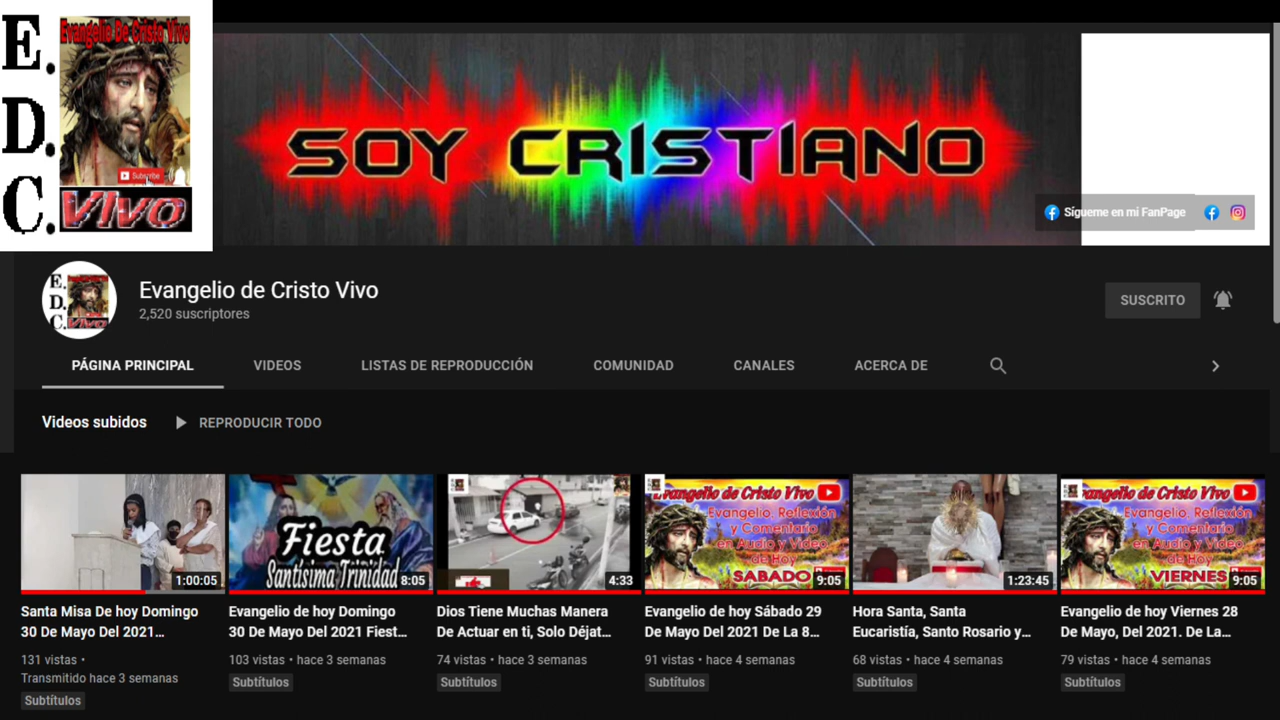 E.
D.
C.
Evangelio De Cristo Vivo
Subscribe
Vivo
SOY CRISTIANO
Sígueme en mi FanPage
E.
D.
C.
Vivo
Evangelio de Cristo Vivo
2,520 suscriptores
SUSCRITO
PÁGINA PRINCIPAL
VIDEOS
LISTAS DE REPRODUCCIÓN
COMUNIDAD
CANALES
ACERCA DE
Videos subidos
REPRODUCIR TODO
1:00:05
Santa Misa De hoy Domingo
30 De Mayo Del 2021...
131 vistas •
Transmitido hace 3 semanas
Subtítulos
Fiesta
Santísima Trinidad
8:05
Evangelio de hoy Domingo
30 De Mayo Del 2021 Fiest...
103 vistas • hace 3 semanas
Subtítulos
4:33
Dios Tiene Muchas Manera
De Actuar en ti, Solo Déjat...
74 vistas • hace 3 semanas
Subtítulos
Evangelio de Cristo Vivo
Evangelio, Reflexión
y Comentario
en Audio y Video
de Hoy
SABADO
9:05
Evangelio de hoy Sábado 29
De Mayo Del 2021 De La 8...
91 vistas • hace 4 semanas
Subtítulos
1:23:45
Hora Santa, Santa
Eucaristía, Santo Rosario y...
68 vistas • hace 4 semanas
Subtítulos
Evangelio de Cristo Vivo
Evangelio, Reflexión
y Comentario
en Audio y Video
de Hoy
VIERNES
9:05
Evangelio de hoy Viernes 28
De Mayo, Del 2021. De La...
79 vistas • hace 4 semanas
Subtítulos